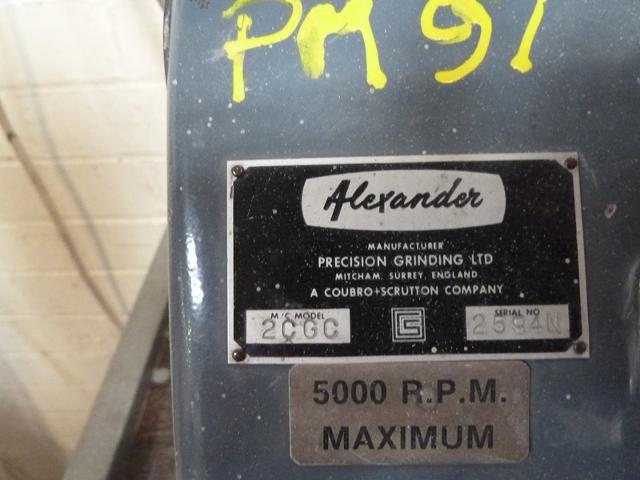 PM 91
Alexander
MANUFACTURER
PRECISION GRINDING LTD
MITCHAM, SURREY, ENGLAND
A COUBRO+SCRUTTON COMPANY
M/C MODEL
2CGC
SERIAL NO
2594N
5000 R.P.M.
MAXIMUM